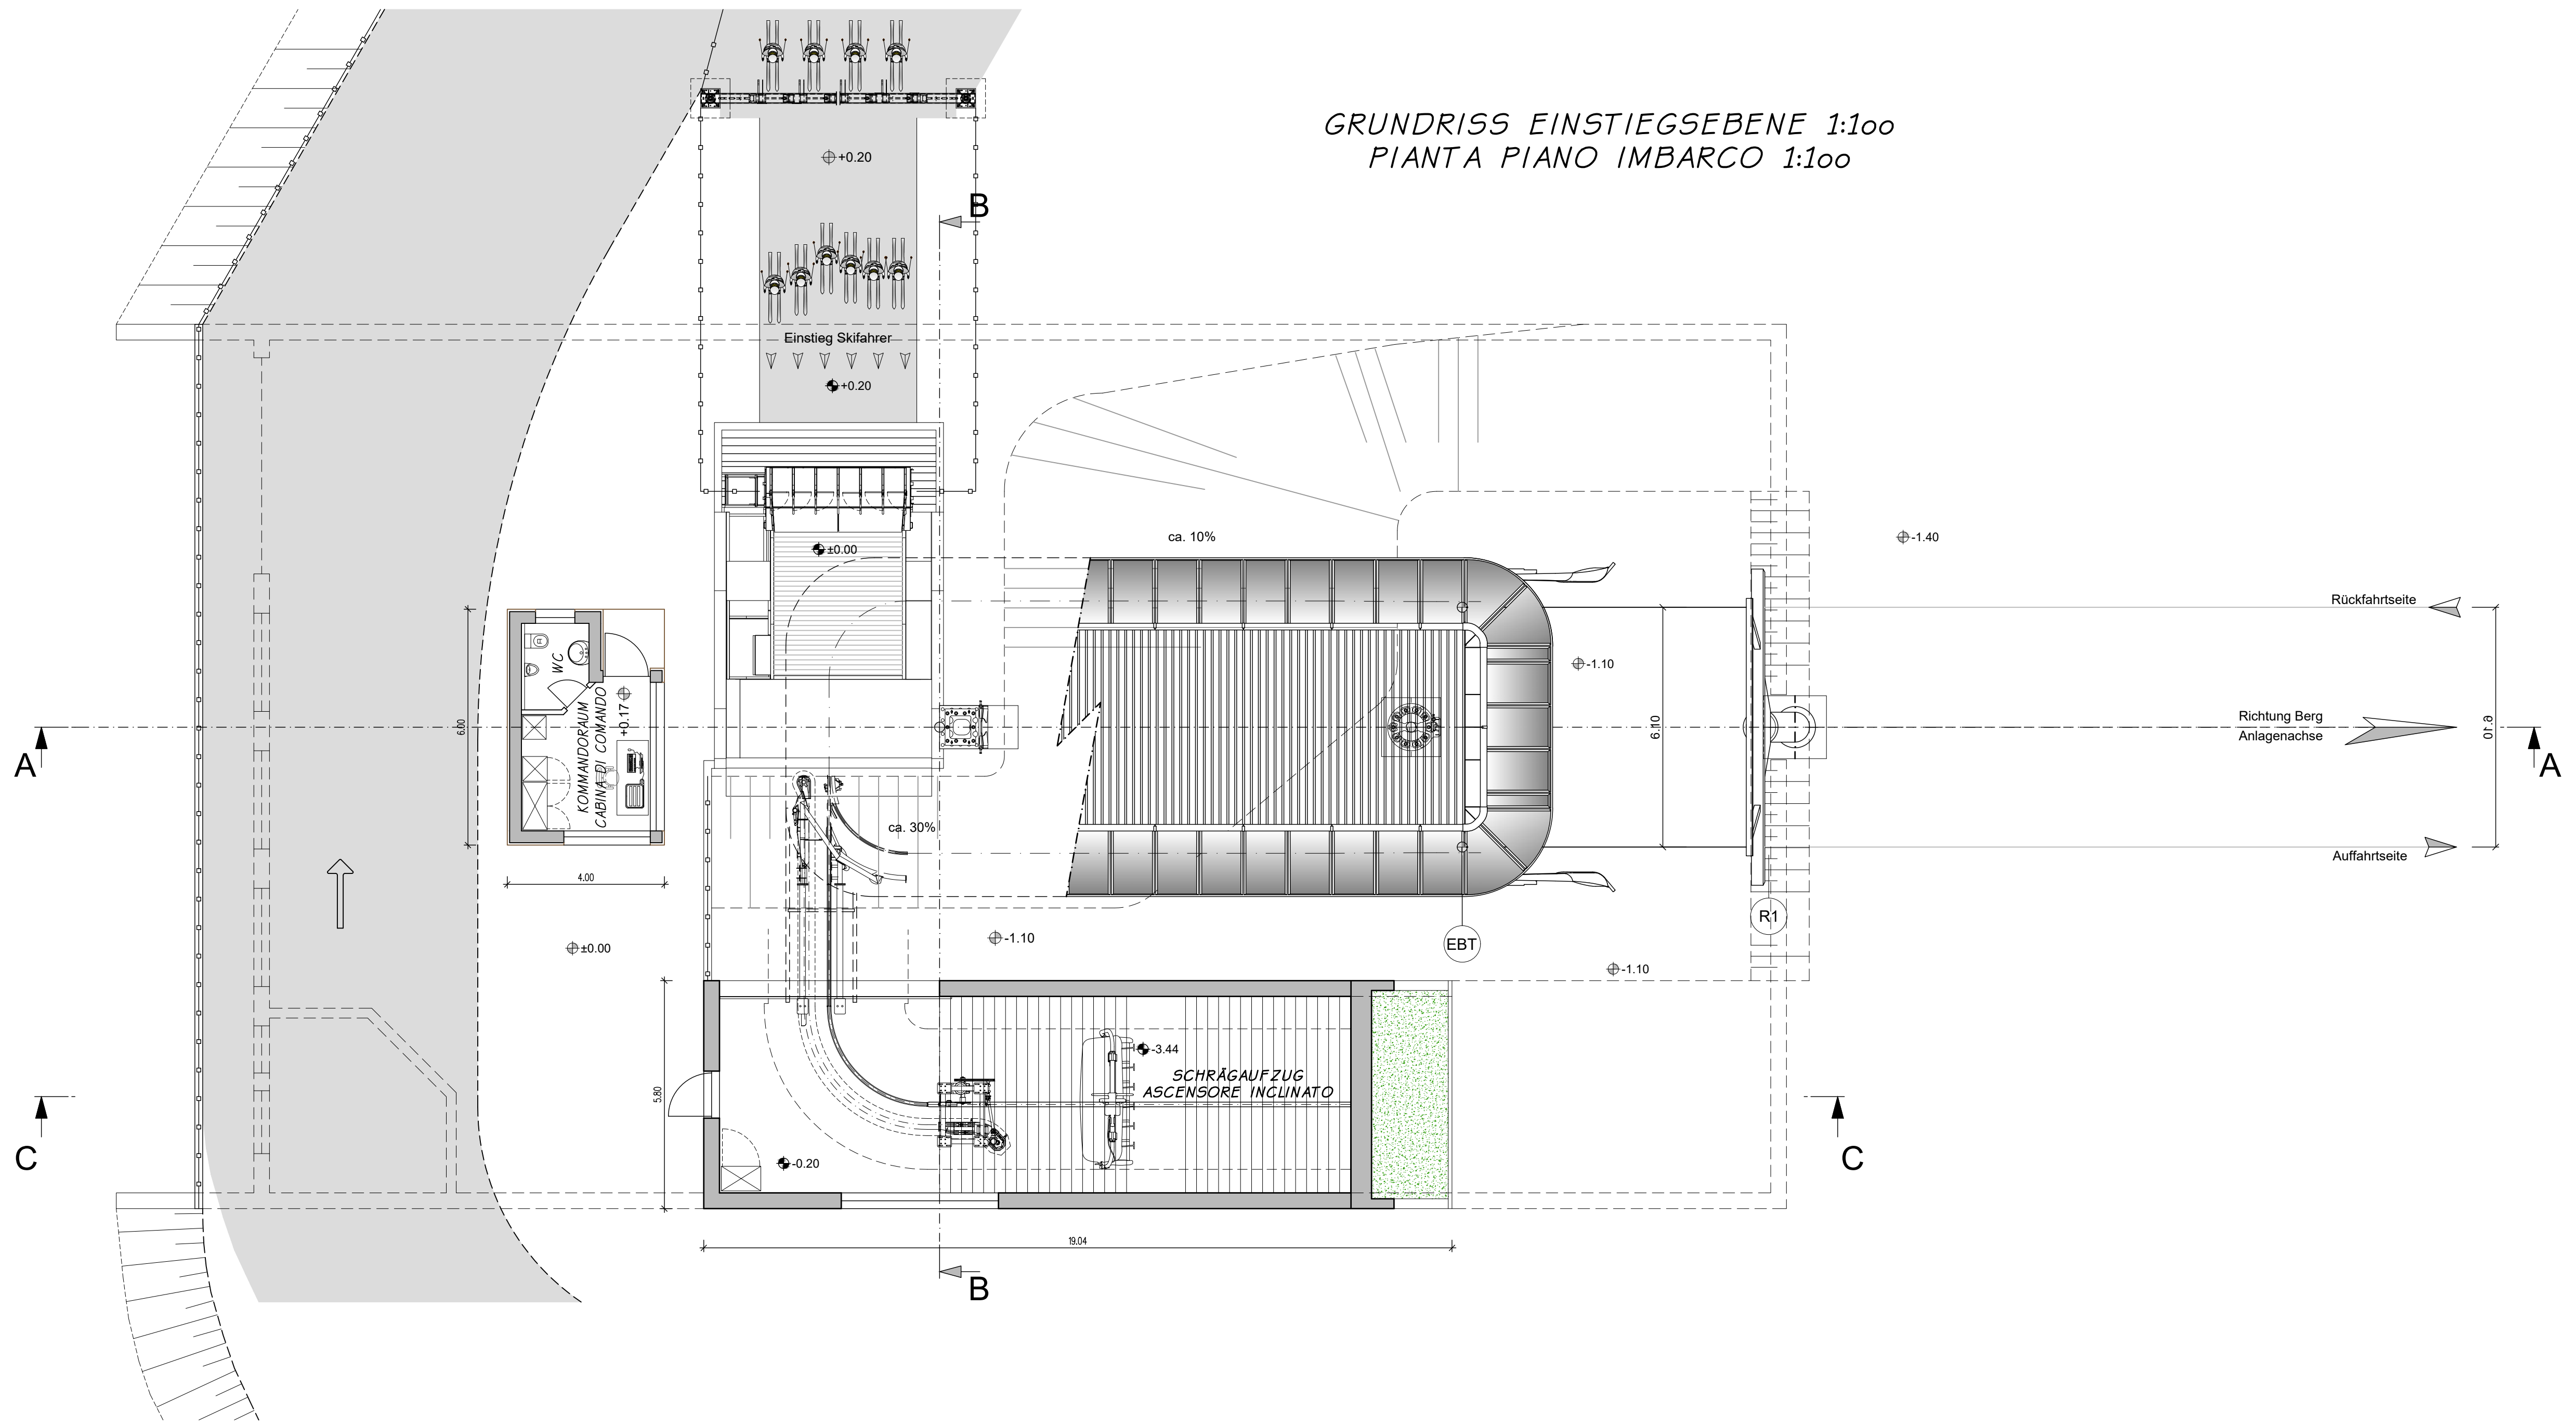 GRUNDRISS EINSTIEGSEBENE 1:100
PIANTA PIANO IMBARCO 1:100
+0.20
B
Einstieg Skifahrer
+0.20
±0.00
ca. 10%
-1.40
Rückfahrtseite
-1.10
6.10
6.10
Richtung Berg
Anlagenachse
A
A
6.00
WC
KOMMANDORAUM
CABINA DI COMANDO
+0.17
4.00
ca. 30%
Auffahrtseite
R1
EBT
±0.00
-1.10
-1.10
5.80
-3.44
SCHRÄGAUFZUG
ASCENSORE INCLINATO
C
C
-0.20
19.04
B